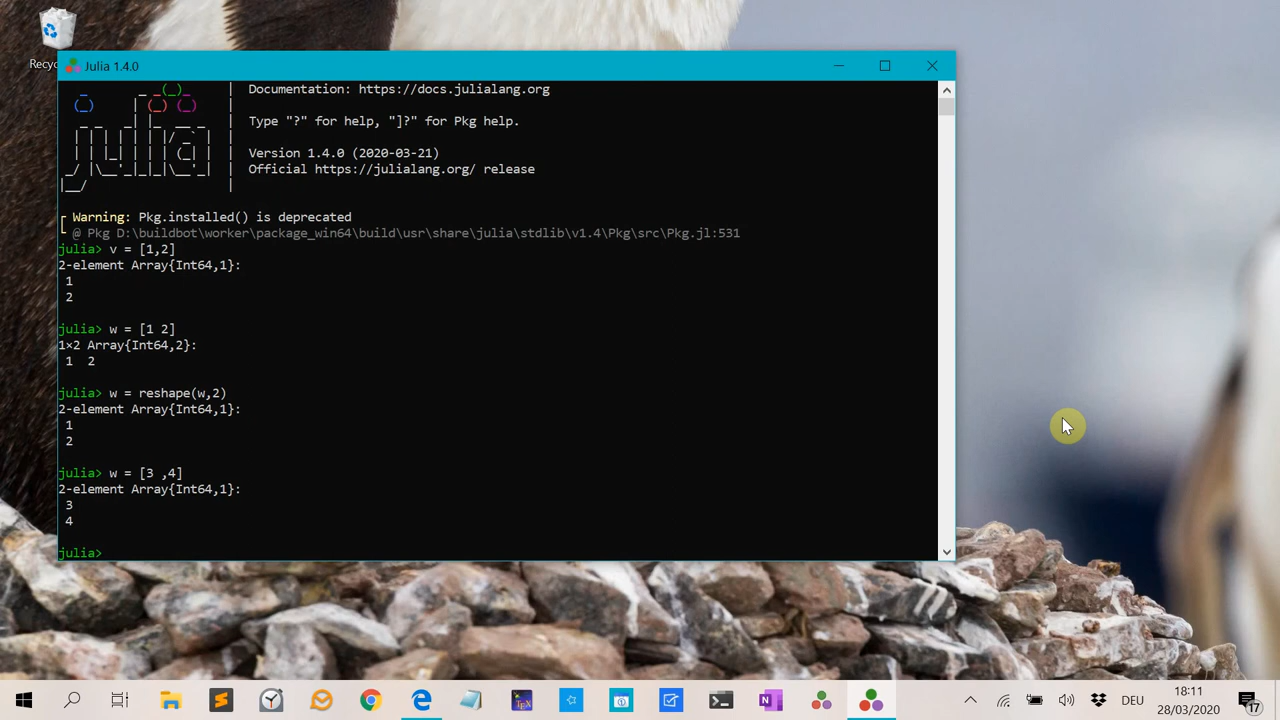 Recyc
Julia 1.4.0
Documentation: https://docs.julialang.org
Type "?" for help, "]?" for Pkg help.
Version 1.4.0 (2020-03-21)
Official https://julialang.org/ release
Warning: Pkg.installed() is deprecated
@ Pkg D:\buildbot\worker\package_win64\build\usr\share\julia\stdlib\v1.4\Pkg\src\Pkg.jl:531
julia> v = [1,2]
2-element Array{Int64,1}:
1
2
julia> w = [1 2]
1×2 Array{Int64,2}:
1 2
julia> w = reshape(w,2)
2-element Array{Int64,1}:
1
2
julia> w = [3 ,4]
2-element Array{Int64,1}:
3
4
julia>
DEU
18:11
28/03/2020
17